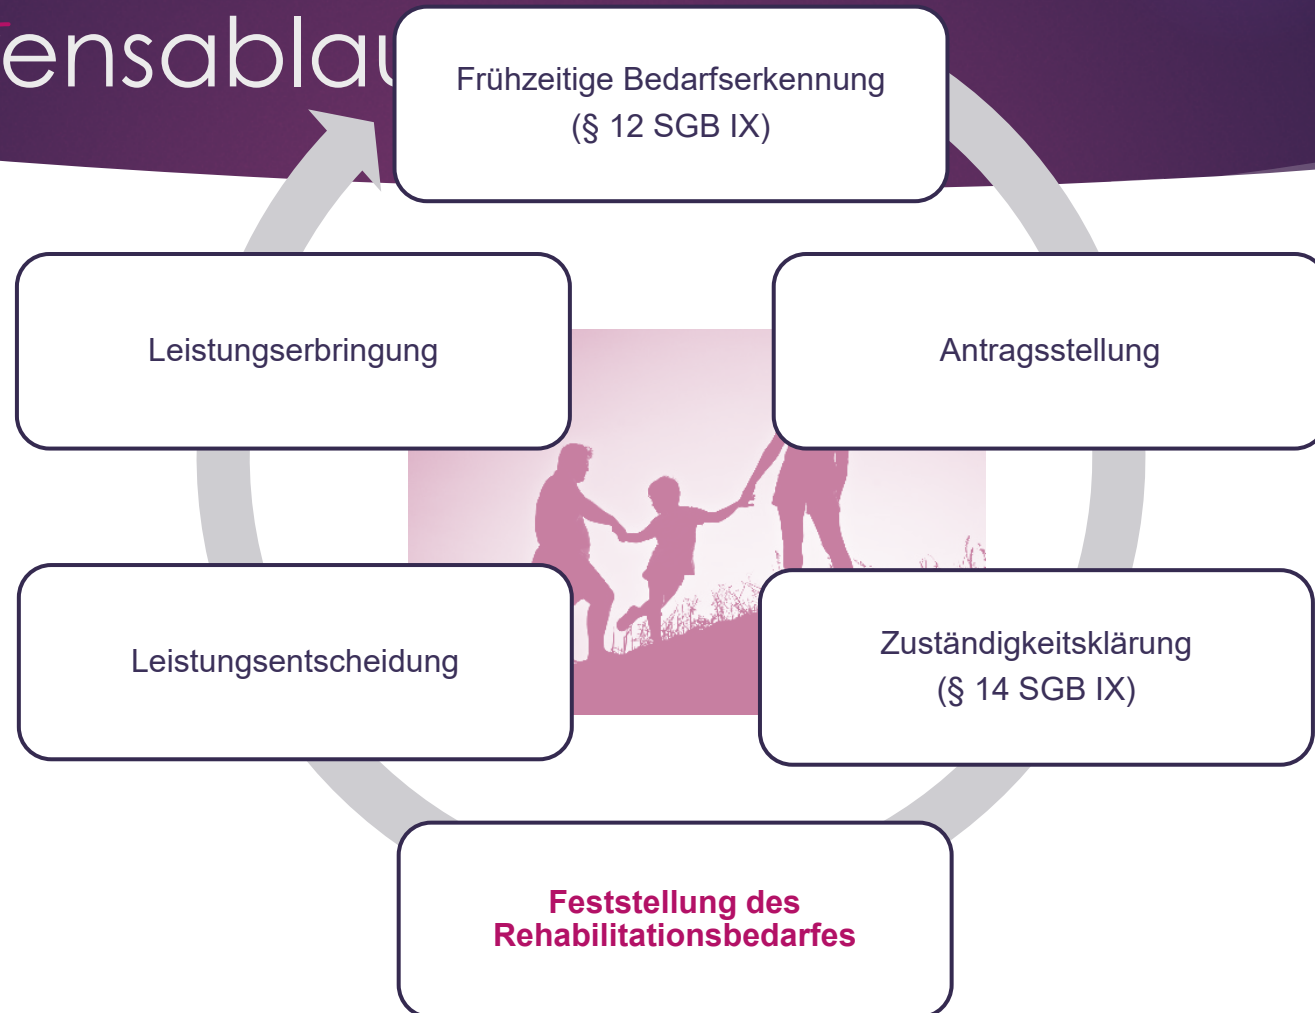 ensablau
Frühzeitige Bedarfserkennung
(§ 12 SGB IX)
Antragsstellung
Zuständigkeitsklärung
(§ 14 SGB IX)
Feststellung des
Rehabilitationsbedarfes
Leistungsentscheidung
Leistungserbringung